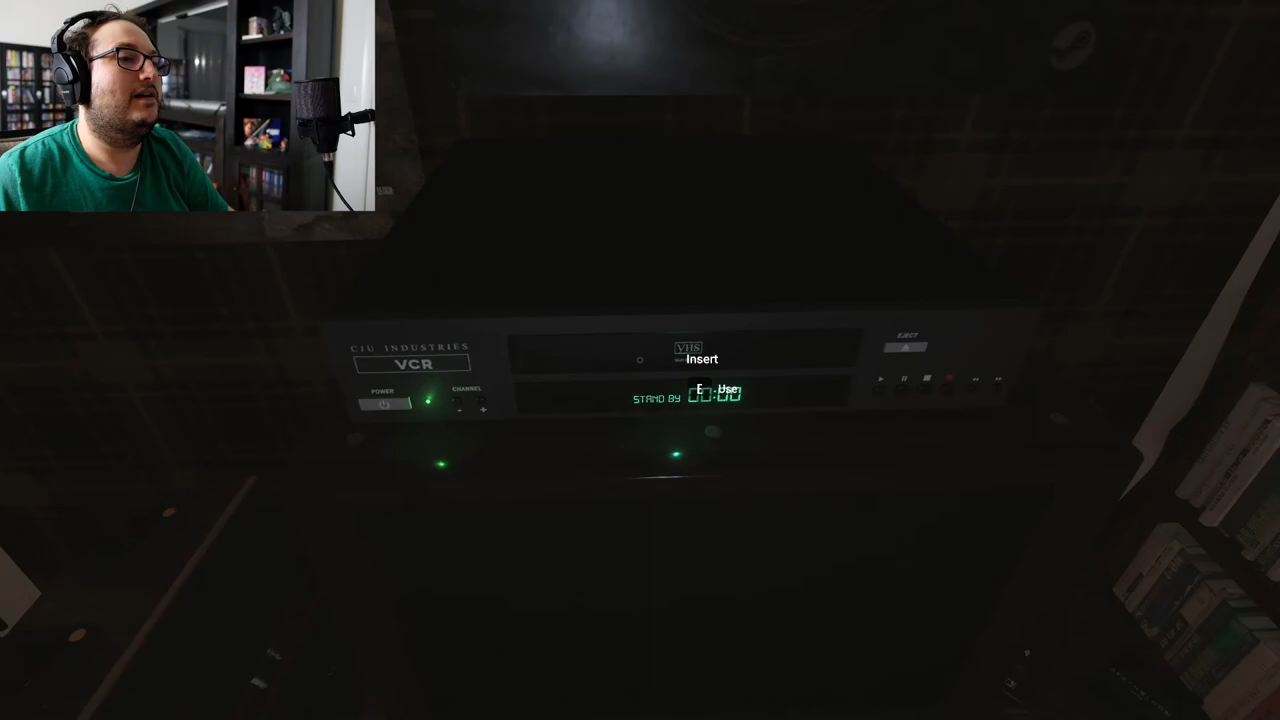 CJU INDUSTRIES
VCR
POWER
CHANNEL
- +
VHS
Insert
E Use
STAND BY 00:00
EJECT